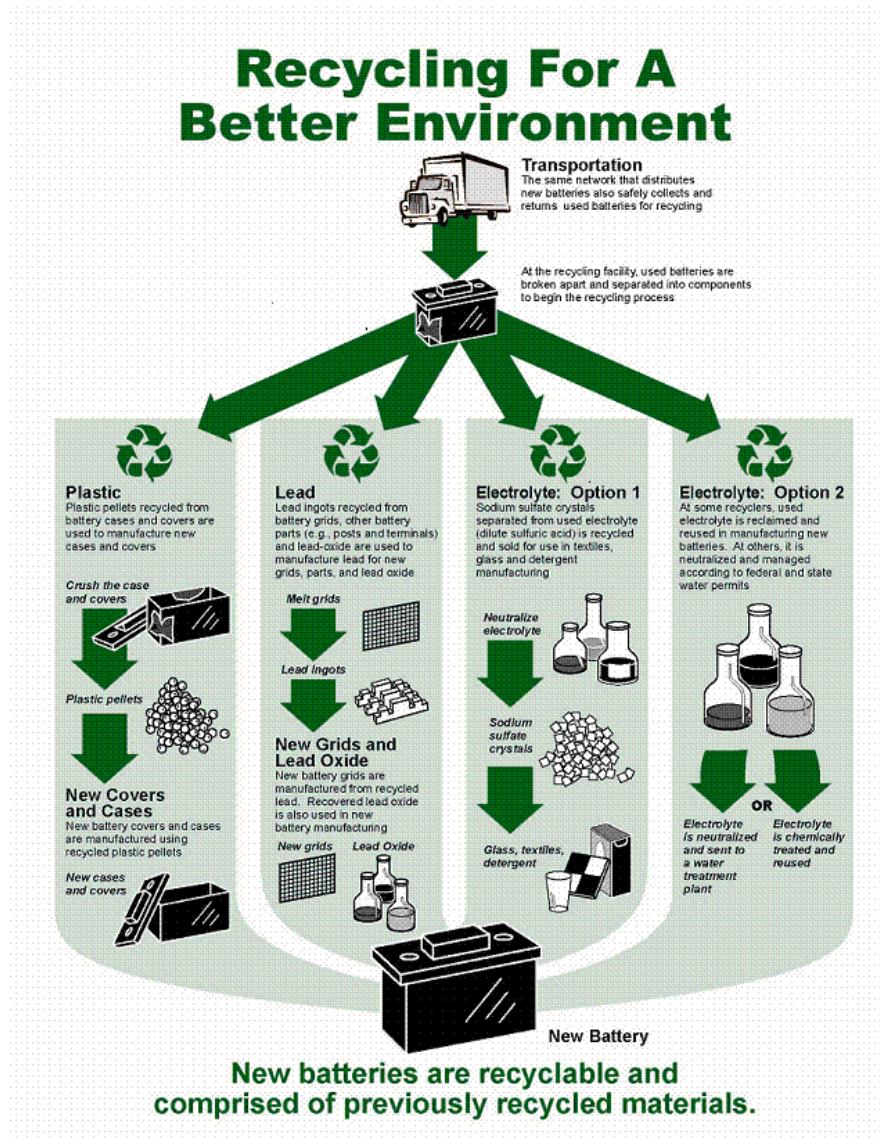 Recycling For A
Better Environment
Transportation
The same network that distributes
new batteries also safely collects and
returns used batteries for recycling
At the recycling facility, used batteries are
broken apart and separated into components
to begin the recycling process
Plastic
Plastic pellets recycled from
battery cases and covers are
used to manufacture new
cases and covers
Crush the case
and covers
Plastic pellets
New Covers
and Cases
New battery covers and cases
are manufactured using
recycled plastic pellets
New cases
and covers
Lead
Lead ingots recycled from
battery grids, other battery
parts (e.g., posts and terminals)
and lead-oxide are used to
manufacture lead for new
grids, parts, and lead oxide
Melt grids
Lead ingots
New Grids and
Lead Oxide
New battery grids are
manufactured from recycled
lead. Recovered lead oxide
is also used in new
battery manufacturing
New grids
Lead Oxide
Electrolyte: Option 1
Sodium sulfate crystals
separated from used electrolyte
(dilute sulfuric acid) is recycled
and sold for use in textiles,
glass and detergent
manufacturing
Neutralize
electrolyte
Sodium
sulfate
crystals
Glass, textiles,
detergent
Electrolyte: Option 2
At some recyclers, used
electrolyte is reclaimed and
reused in manufacturing new
batteries. At others, it is
neutralized and managed
according to federal and state
water permits
OR
Electrolyte
is neutralized
and sent to
a water
treatment
plant
Electrolyte
is chemically
treated and
reused
New Battery
New batteries are recyclable and
comprised of previously recycled materials.